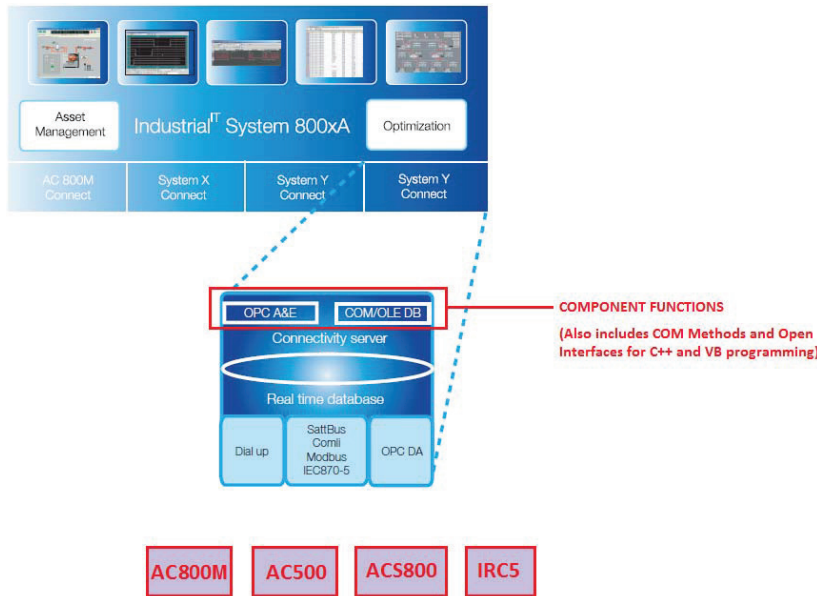 Asset
Management
Industrial^IT System 800xA
Optimization
AC 800M
Connect
System X
Connect
System Y
Connect
System Y
Connect
OPC A&E
COM/OLE DB
Connectivity server
Real time database
Dial up
SattBus
Comli
Modbus
IEC870-5
OPC DA
COMPONENT FUNCTIONS
(Also includes COM Methods and Open
Interfaces for C++ and VB programming)
AC800M
AC500
ACS800
IRC5